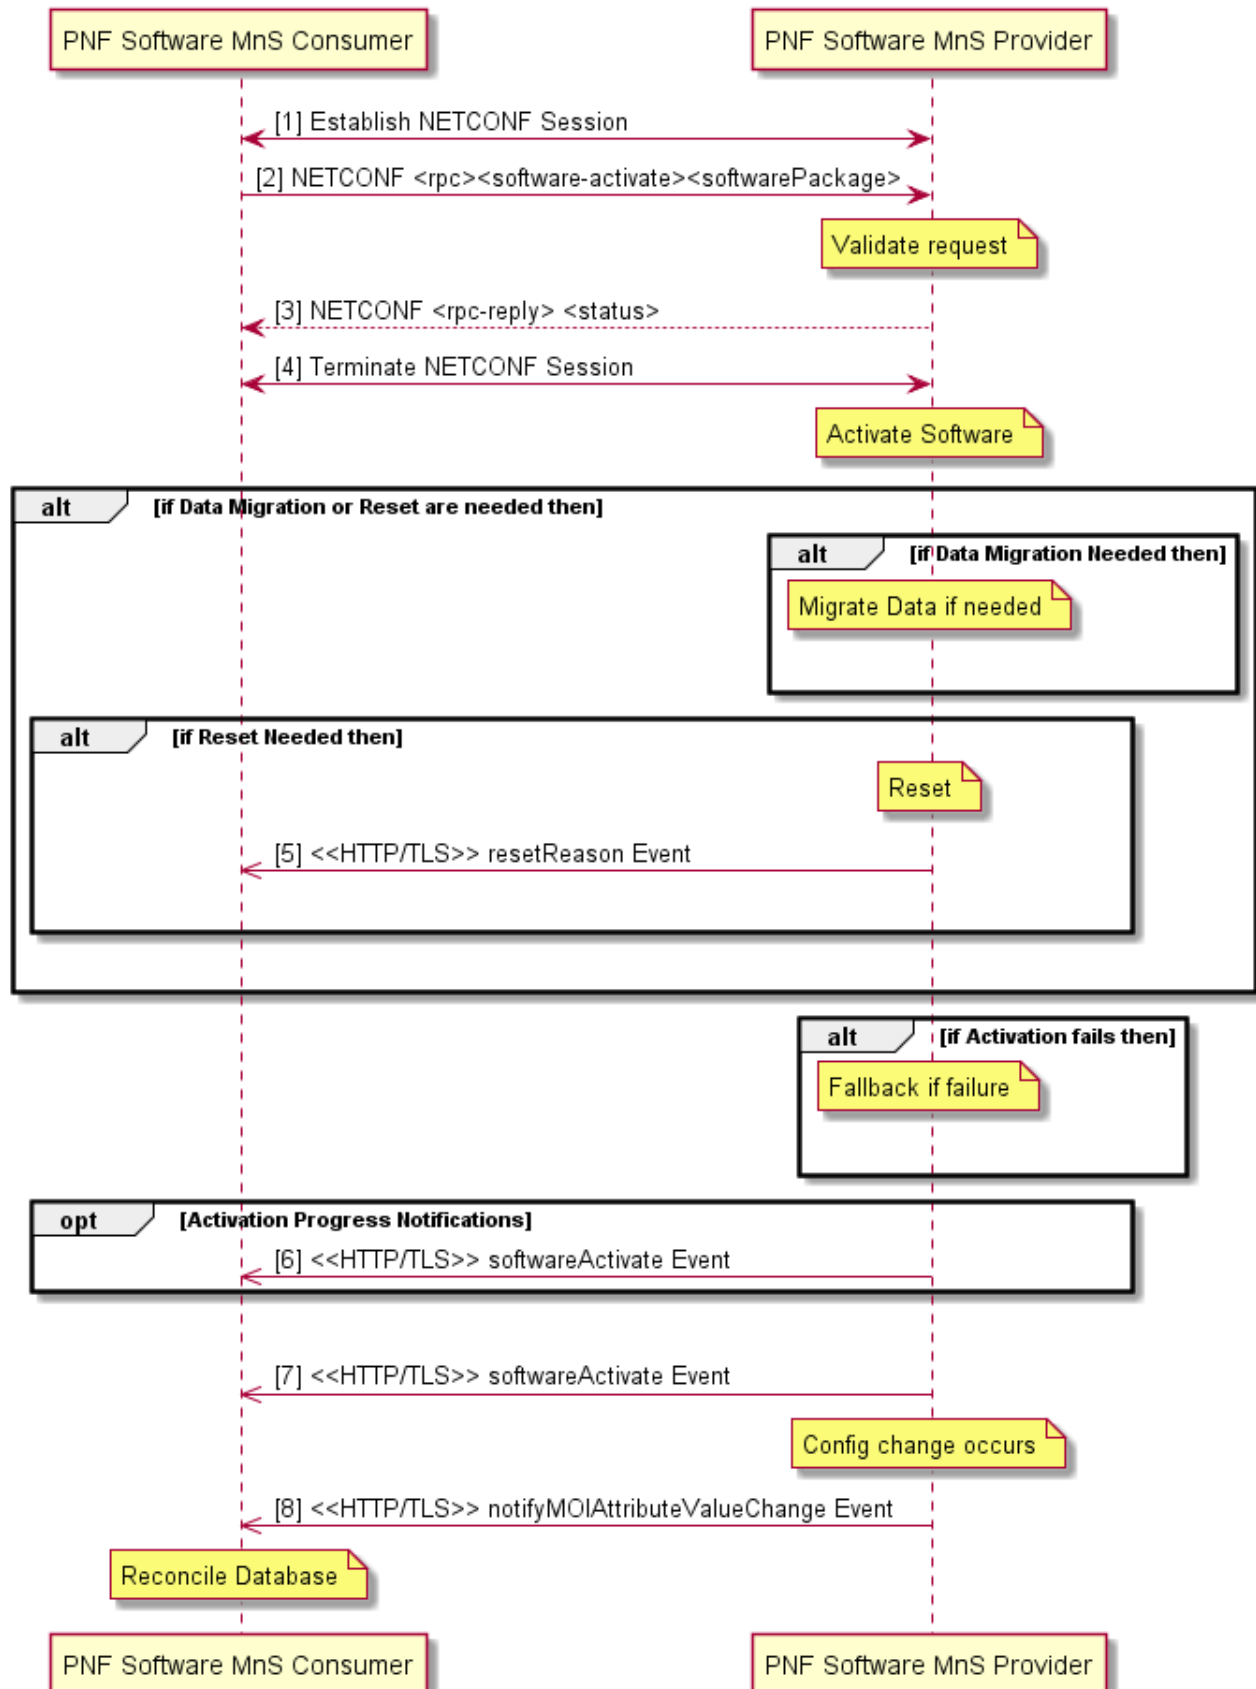 PNF Software MnS Consumer
PNF Software MnS Provider
[1] Establish NETCONF Session
[2] NETCONF <rpc><software-activate><softwarePackage>
Validate request
[3] NETCONF <rpc-reply> <status>
[4] Terminate NETCONF Session
Activate Software
alt [if Data Migration or Reset are needed then]
alt [if Data Migration Needed then]
Migrate Data if needed
alt [if Reset Needed then]
Reset
[5] <<HTTP/TLS>> resetReason Event
alt [if Activation fails then]
Fallback if failure
opt [Activation Progress Notifications]
[6] <<HTTP/TLS>> softwareActivate Event
[7] <<HTTP/TLS>> softwareActivate Event
Config change occurs
[8] <<HTTP/TLS>> notifyMOIAttributeValueChange Event
Reconcile Database
PNF Software MnS Consumer
PNF Software MnS Provider